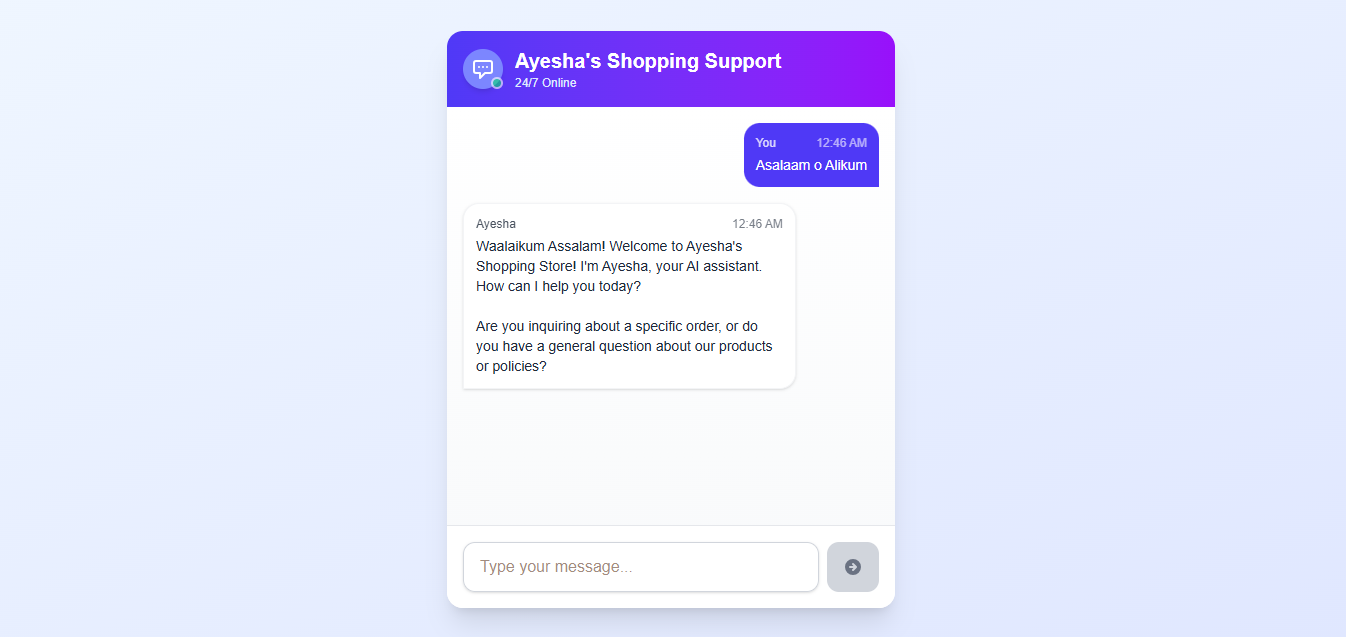 Ayesha's Shopping Support
24/7 Online
You 12:46 AM
Asalaam o Alikum
Ayesha 12:46 AM
Waalaikum Assalam! Welcome to Ayesha's
Shopping Store! I'm Ayesha, your AI assistant.
How can I help you today?
Are you inquiring about a specific order, or do
you have a general question about our products
or policies?
Type your message...